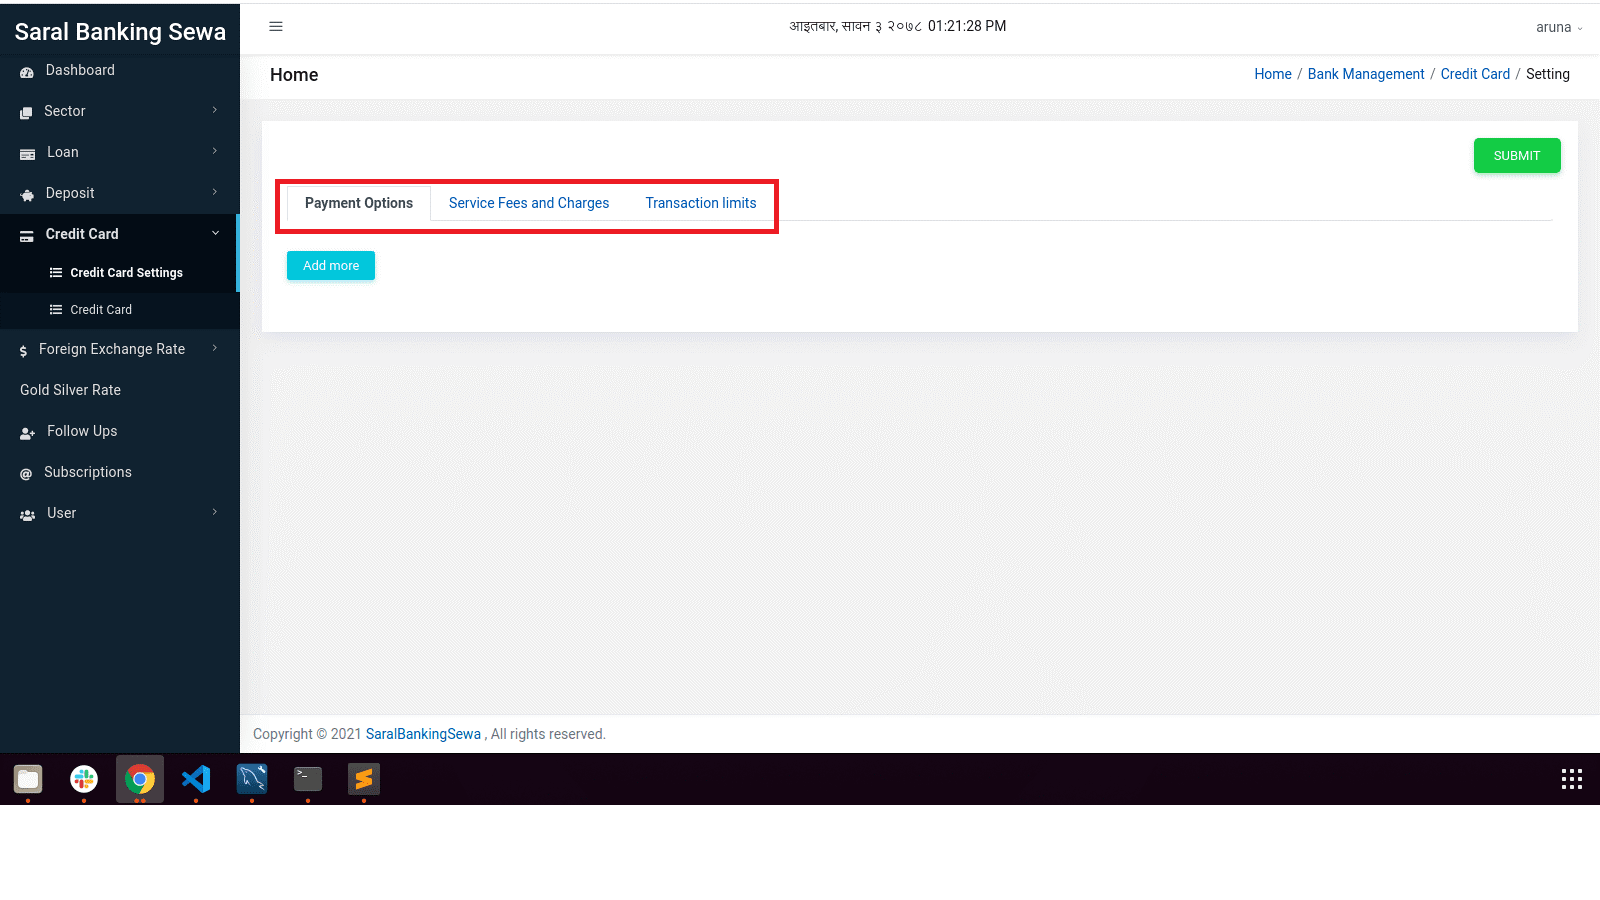 Saral Banking Sewa
आइतबार, सावन ३ २०७८ 01:21:28 PM
aruna
Home
Home / Bank Management / Credit Card / Setting
Dashboard
Sector
Loan
Deposit
Credit Card
Credit Card Settings
Credit Card
Foreign Exchange Rate
Gold Silver Rate
Follow Ups
Subscriptions
User
SUBMIT
Payment Options Service Fees and Charges Transaction limits
Add more
Copyright © 2021 SaralBankingSewa , All rights reserved.